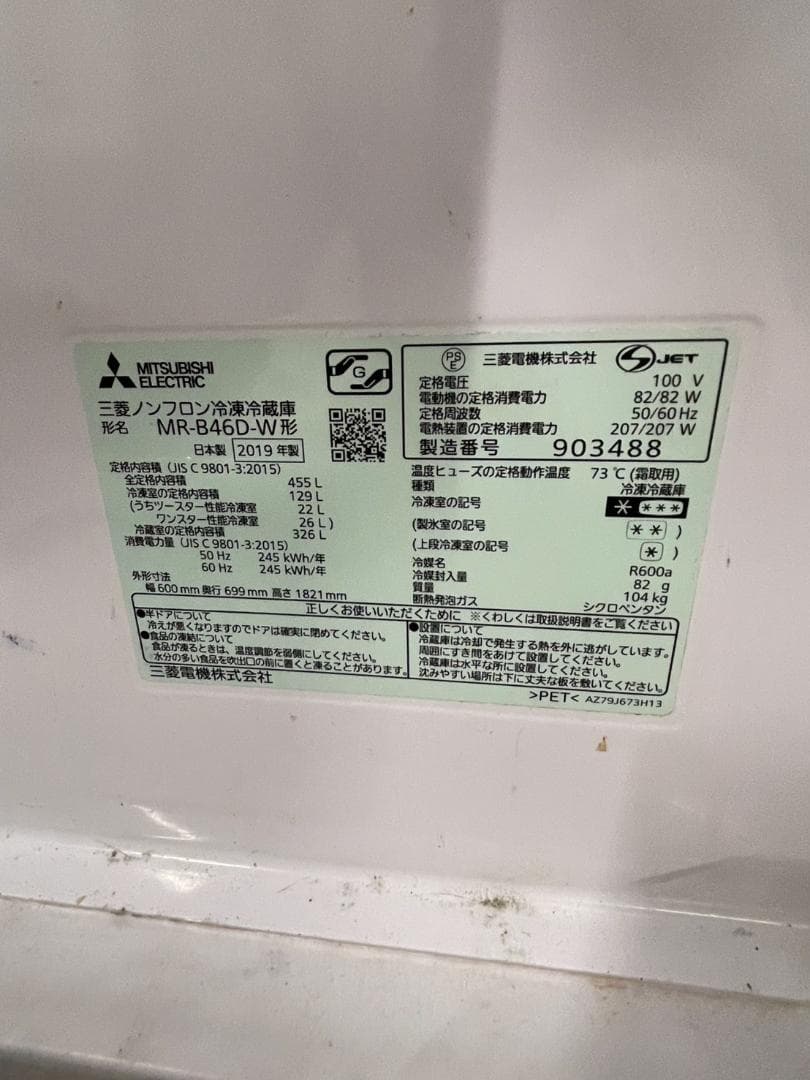 MITSUBISHI
ELECTRIC
G
三菱ノンフロン冷凍冷蔵庫
形名 MR-B46D-W形
日本製 2019年製
定格内容積 (JIS C 9801-3:2015)
全定格内容積 455 L
冷凍室の定格内容積 129 L
(うちツースター性能冷凍室 22 L
ワンスター性能冷凍室 26 L)
冷蔵室の定格内容積 326 L
消費電力量 (JIS C 9801-3:2015)
50 Hz 245 kWh/年
60 Hz 245 kWh/年
外形寸法
幅 600 mm 奥行 699 mm 高さ 1821 mm
PSE 三菱電機株式会社 JET
定格電圧 100 V
電動機の定格消費電力 82/82 W
定格周波数 50/60 Hz
電熱装置の定格消費電力 207/207 W
製造番号 903488
温度ヒューズの定格動作温度 73 ℃ (霜取用)
種類 冷凍冷蔵庫
冷凍室の記号 * ***
(製氷室の記号 ** )
(上段冷凍室の記号 * )
冷媒名 R600a
冷媒封入量 82 g
質量 104 kg
断熱発泡ガス シクロペンタン
正しくお使いいただくために ※くわしくは取扱説明書をご覧ください
●半ドアについて
冷えが悪くなりますのでドアは確実に閉めてください。
●食品の凍結について
食品が凍るときは、温度調節を弱側にしてください。
水分の多い食品を吹出口の前に置くと凍ることがあります。
●設置について
冷蔵庫は冷却で発生する熱を外に逃がしています。
周囲にすき間をあけて設置してください。
冷蔵庫は水平な所に設置してください。
沈みやすい場所は下に丈夫な板を敷いてください。
三菱電機株式会社
>PET< AZ79J673H13